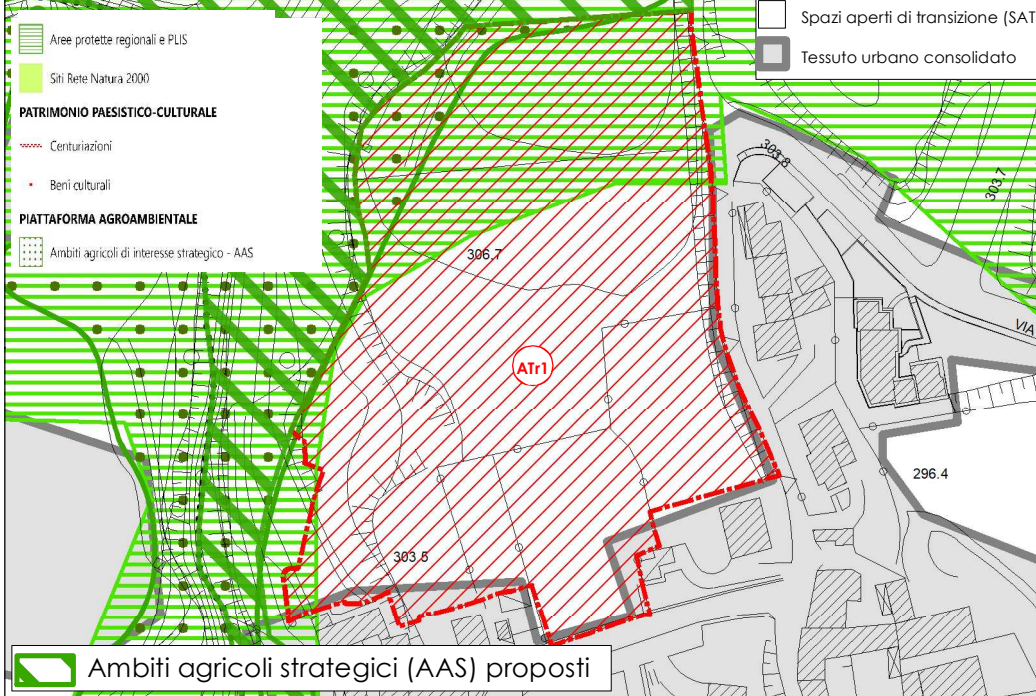 Aree protette regionali e PLIS
Siti Rete Natura 2000
PATRIMONIO PAESISTICO-CULTURALE
Centuriazioni
Beni culturali
PIATTAFORMA AGROAMBIENTALE
Ambiti agricoli di interesse strategico - AAS
Spazi aperti di transizione (SAT
Tessuto urbano consolidato
303.8
303.7
306.7
VIA
ATr1
296.4
303.5
Ambiti agricoli strategici (AAS) proposti